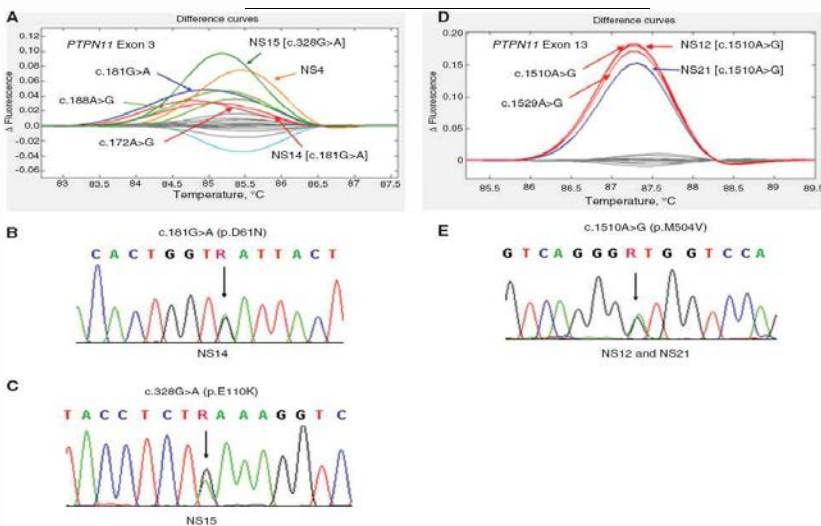 A
Difference curves
PTPN11 Exon 3
NS15 [c.328G>A]
c.181G>A
NS4
c.188A>G
c.172A>G
NS14 [c.181G>A]
Δ Fluorescence
0.12
0.10
0.08
0.06
0.04
0.02
0.00
-0.02
-0.04
-0.06
83
83.5
84
84.5
85
85.5
86
86.5
87
87.5
Temperature, °C
B
c.181G>A (p.D61N)
C A C T G G T R A T T A C T
NS14
C
c.328G>A (p.E110K)
T A C C T C T R A A A G G T C
NS15
D
Difference curves
PTPN11 Exon 13
NS12 [c.1510A>G]
c.1510A>G
NS21 [c.1510A>G]
c.1529A>G
Δ Fluorescence
0.20
0.15
0.10
0.05
0
85.5
86
86.5
87
87.5
88
88.5
89
89.5
Temperature, °C
E
c.1510A>G (p.M504V)
G T C A G G G R T G G T C C A
NS12 and NS21